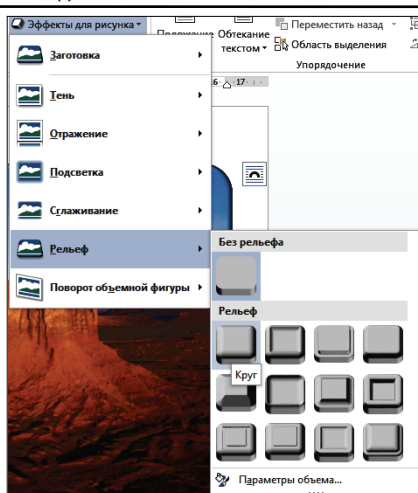 Эффекты для рисунка
Положение Обтекание текстом
Переместить назад
Область выделения
Упорядочение
Заготовка
·17·
Тень
Отражение
Подсветка
Сглаживание
Рельеф
Поворот объемной фигуры
Без рельефа
Рельеф
Круг
Параметры объема...